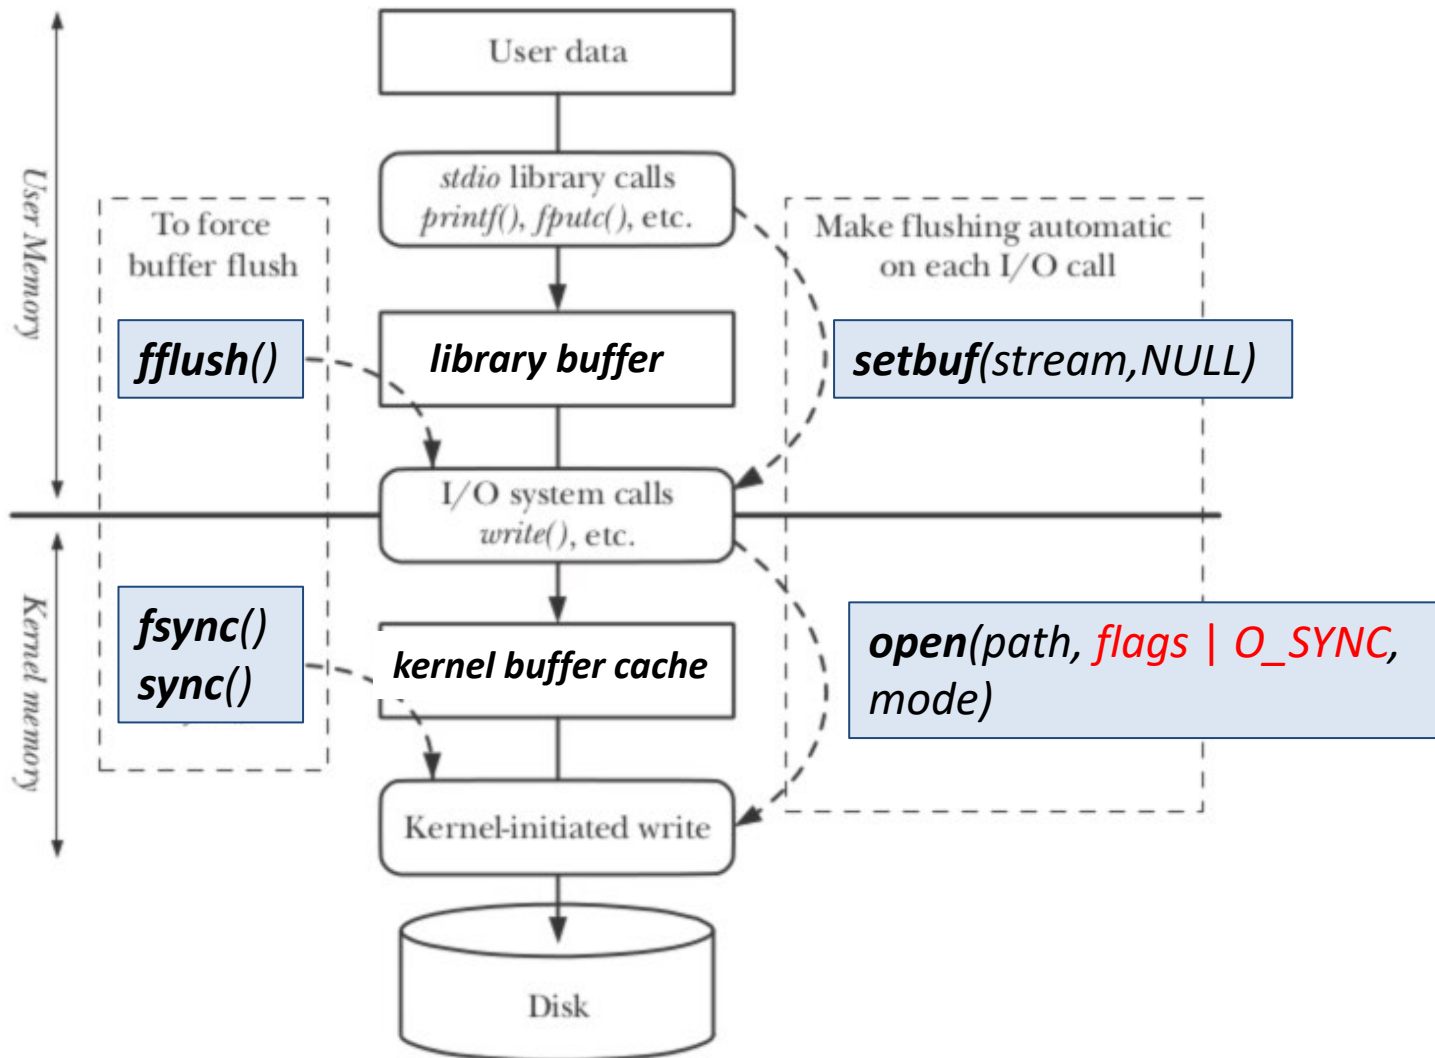 User data
stdio library calls
printf(), fputc(), etc.
User Memory
To force
buffer flush
Make flushing automatic
on each I/O call
fflush()
library buffer
setbuf(stream,NULL)
I/O system calls
write(), etc.
Kernel memory
fsync()
sync()
kernel buffer cache
open(path, flags | O_SYNC,
mode)
Kernel-initiated write
Disk